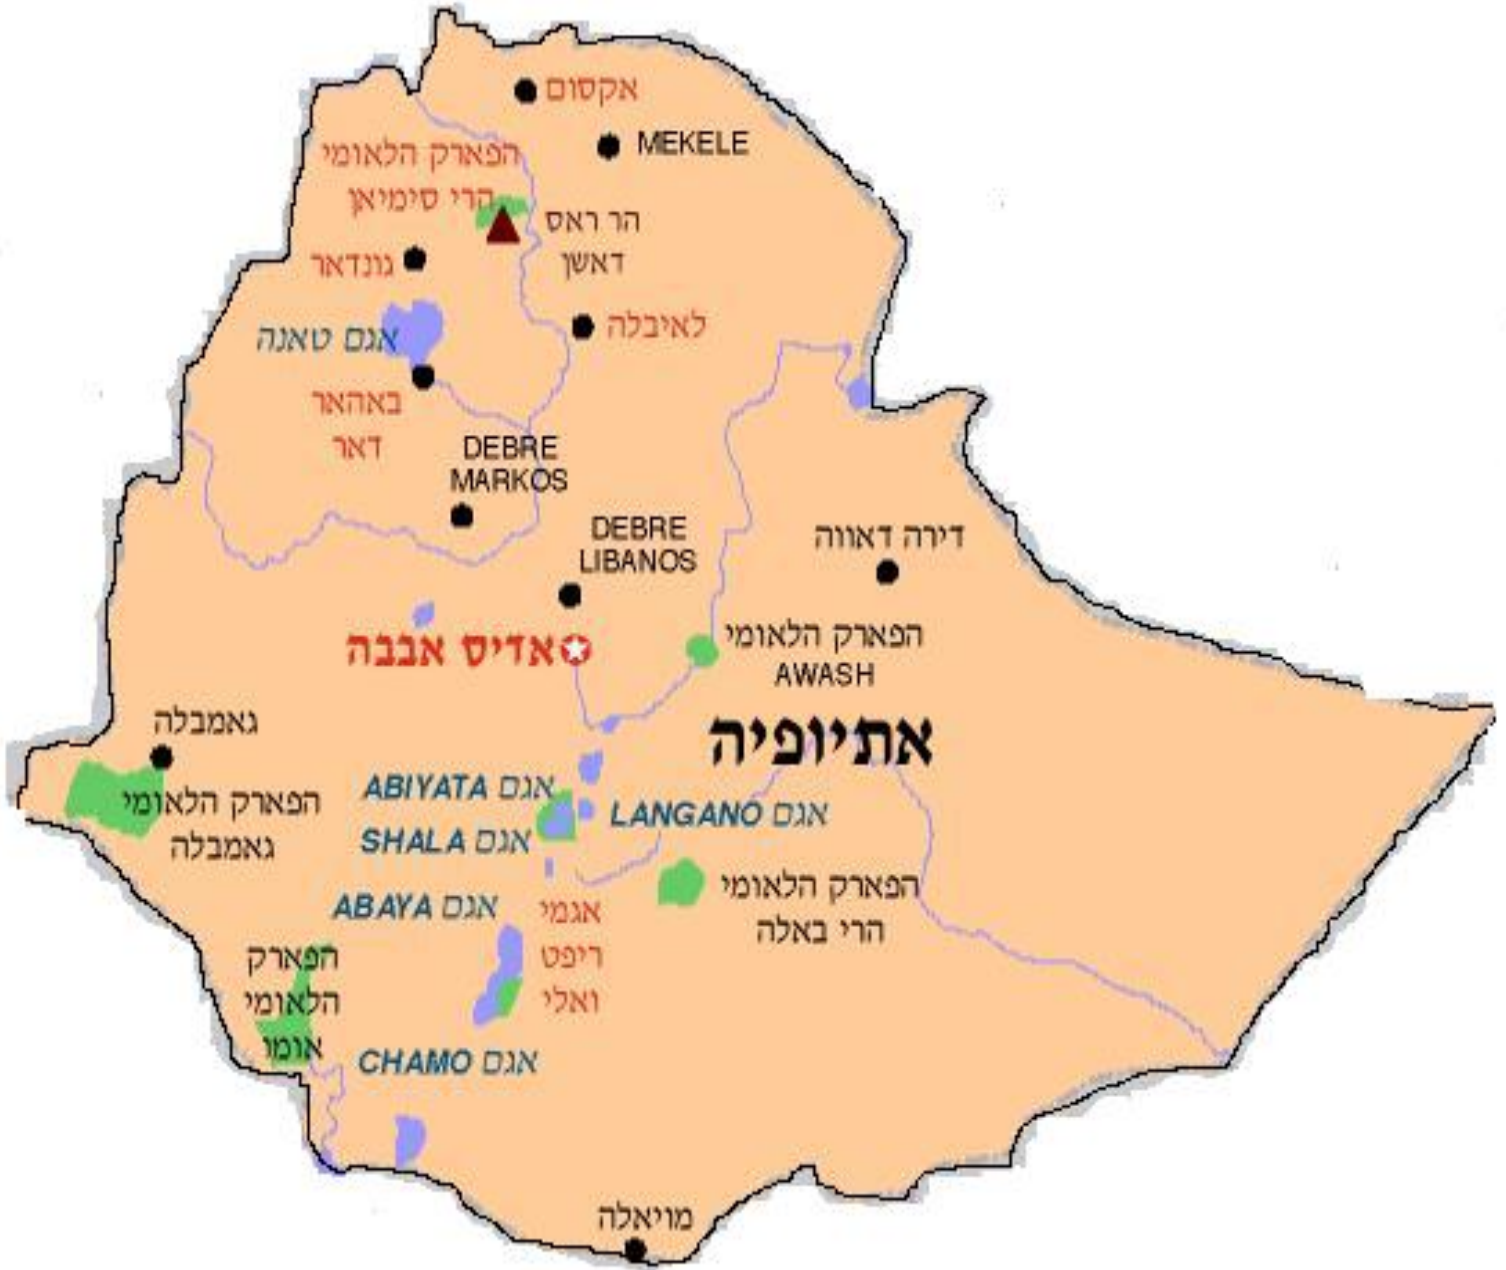 אקסום
MEKELE
הפארק הלאומי
הרי סימיאן
הר ראס
דאשן
גונדאר
אגם טאנה
לאיבלה
באהאר
דאר
DEBRE
MARKOS
DEBRE
LIBANOS
דירה דאווה
אדיס אבבה
הפארק הלאומי
AWASH
אתיופיה
גאמבלה
הפארק הלאומי
גאמבלה
אגם ABIYATA
אגם LANGANO
אגם SHALA
הפארק הלאומי
הרי באלה
אגם ABAYA
אגמי
ריפט
ואלי
הפארק
הלאומי
אומו
אגם CHAMO
מויאלה